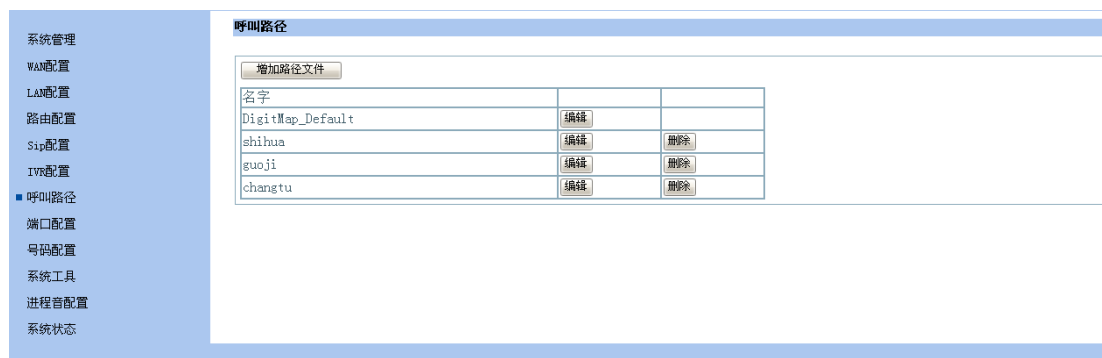 系统管理
WAN配置
LAN配置
路由配置
Sip配置
IVR配置
呼叫路径
端口配置
号码配置
系统工具
进程音配置
系统状态
呼叫路径
增加路径文件
名字
DigitMap_Default 编辑
shihua 编辑 删除
guoji 编辑 删除
changtu 编辑 删除